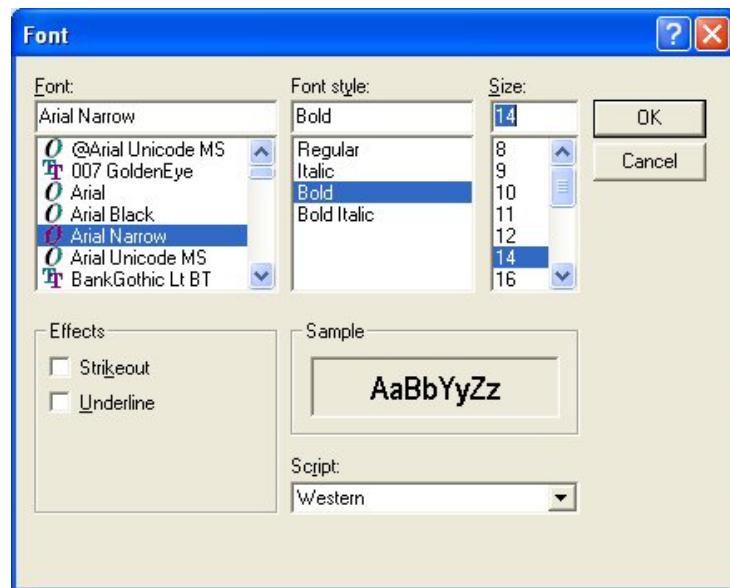 Font
Font:
Arial Narrow
@Arial Unicode MS
007 GoldenEye
Arial
Arial Black
Arial Narrow
Arial Unicode MS
BankGothic Lt BT
Font style:
Bold
Regular
Italic
Bold
Bold Italic
Size:
14
8
9
10
11
12
14
16
OK
Cancel
Effects
Strikeout
Underline
Sample
AaBbYyZz
Script:
Western